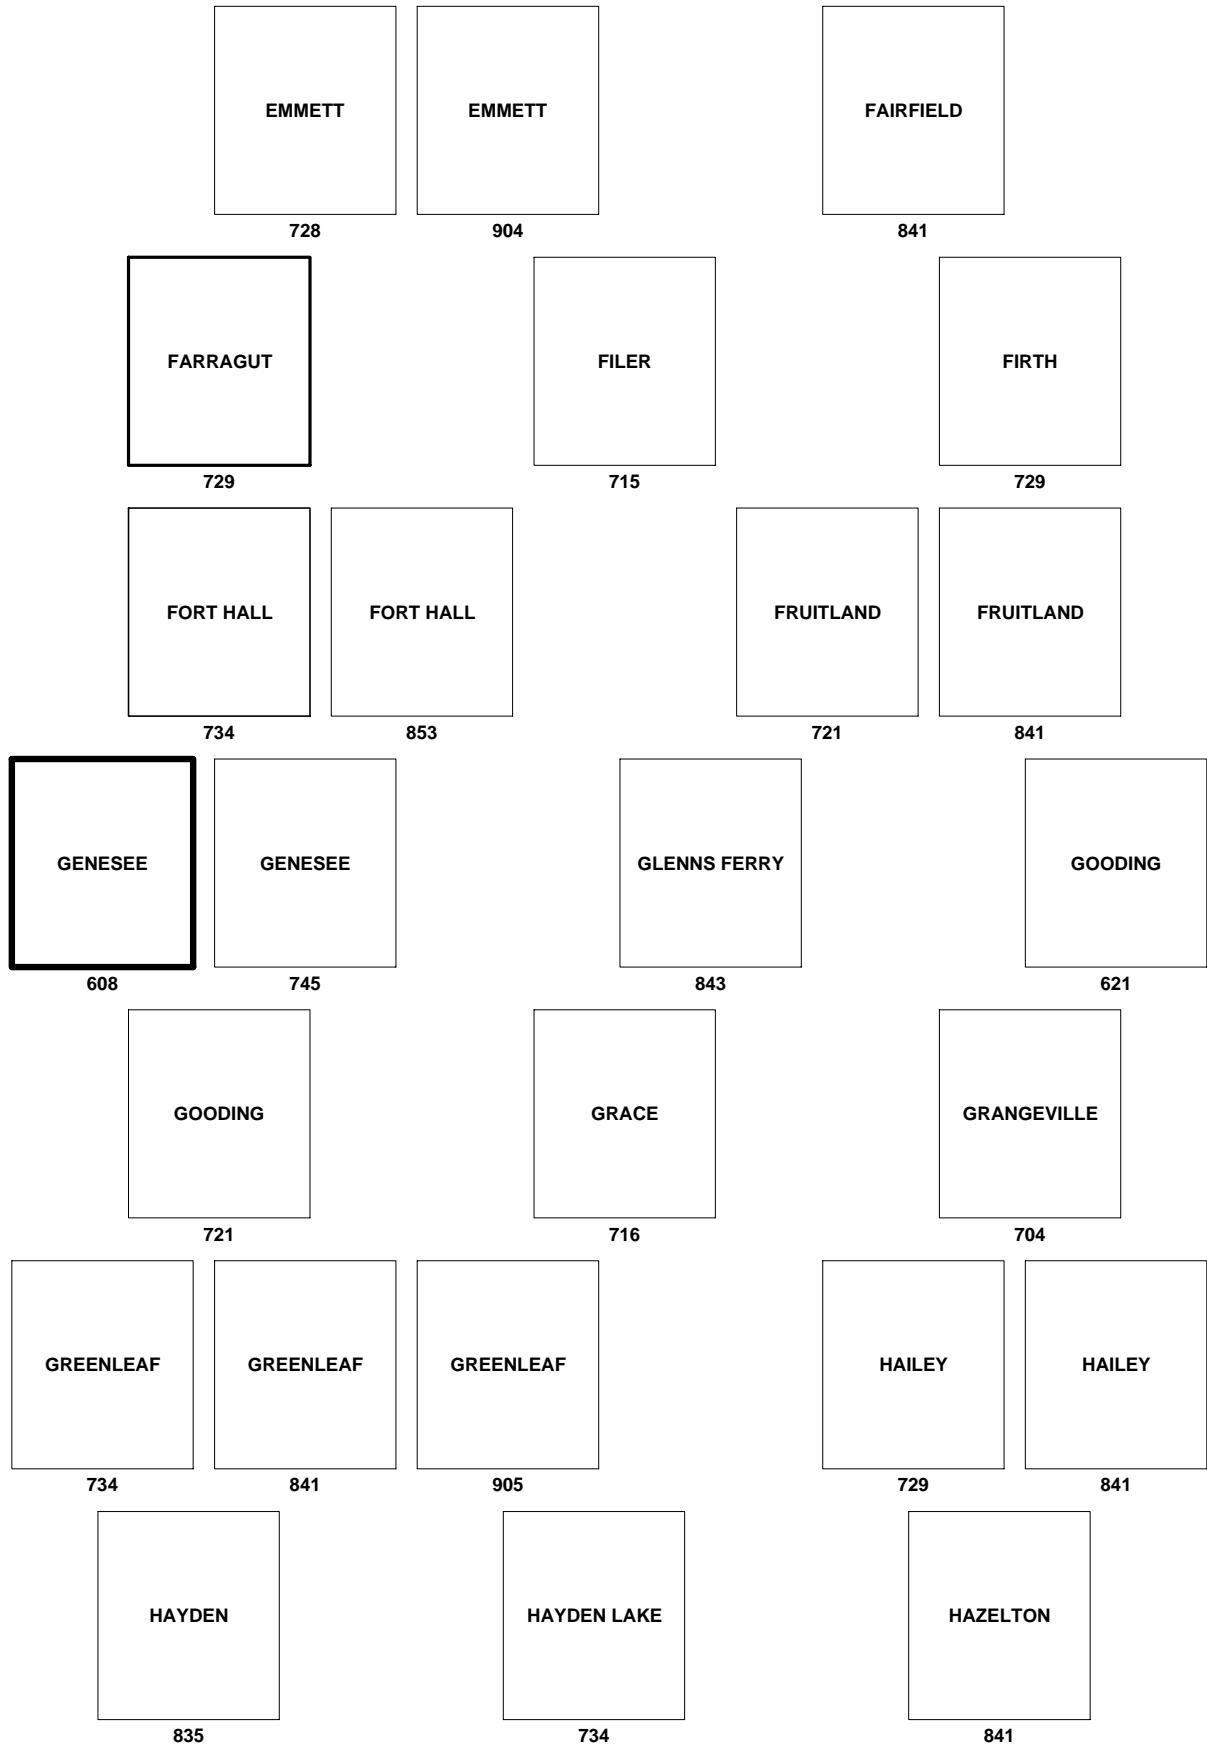 EMMETT EMMETT FAIRFIELD
728 904 841
FARRAGUT FILER FIRTH
729 715 729
FORT HALL FORT HALL FRUITLAND FRUITLAND
734 853 721 841
GENESEE GENESEE GLENNS FERRY GOODING
608 745 843 621
GOODING GRACE GRANGEVILLE
721 716 704
GREENLEAF GREENLEAF GREENLEAF HAILEY HAILEY
734 841 905 729 841
HAYDEN HAYDEN LAKE HAZELTON
835 734 841